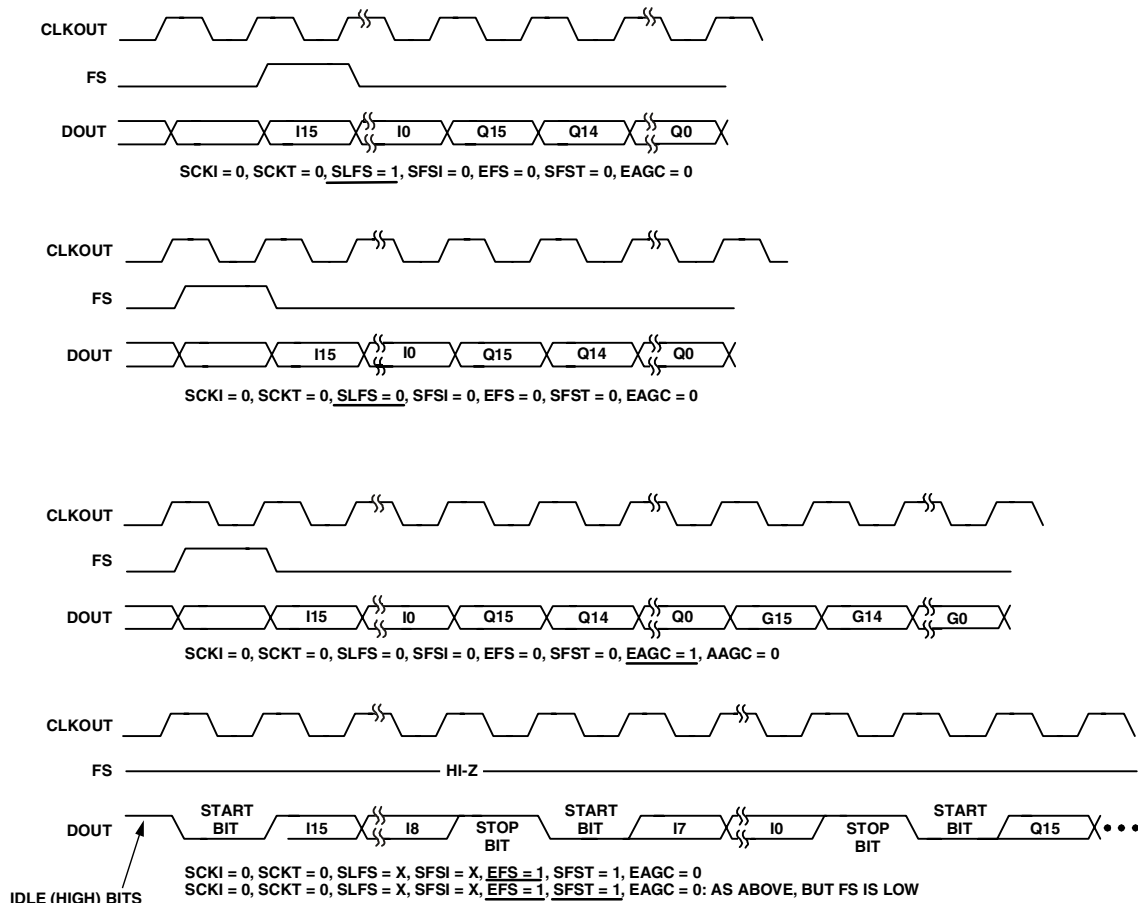 CLKOUT
FS
DOUT I15 I0 Q15 Q14 Q0
SCKI = 0, SCKT = 0, SLFS = 1, SFSI = 0, EFS = 0, SFST = 0, EAGC = 0
CLKOUT
FS
DOUT I15 I0 Q15 Q14 Q0
SCKI = 0, SCKT = 0, SLFS = 0, SFSI = 0, EFS = 0, SFST = 0, EAGC = 0
CLKOUT
FS
DOUT I15 I0 Q15 Q14 Q0 G15 G14 G0
SCKI = 0, SCKT = 0, SLFS = 0, SFSI = 0, EFS = 0, SFST = 0, EAGC = 1, AAGC = 0
CLKOUT
FS HI-Z
DOUT START BIT I15 I8 STOP BIT START BIT I7 I0 STOP BIT START BIT Q15
SCKI = 0, SCKT = 0, SLFS = X, SFSI = X, EFS = 1, SFST = 1, EAGC = 0
SCKI = 0, SCKT = 0, SLFS = X, SFSI = X, EFS = 1, SFST = 1, EAGC = 0: AS ABOVE, BUT FS IS LOW
IDLE (HIGH) BITS